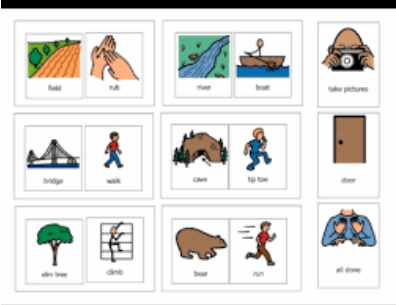 field rub river boat take pictures
bridge walk cave tip toe door
elm tree climb bear run all done